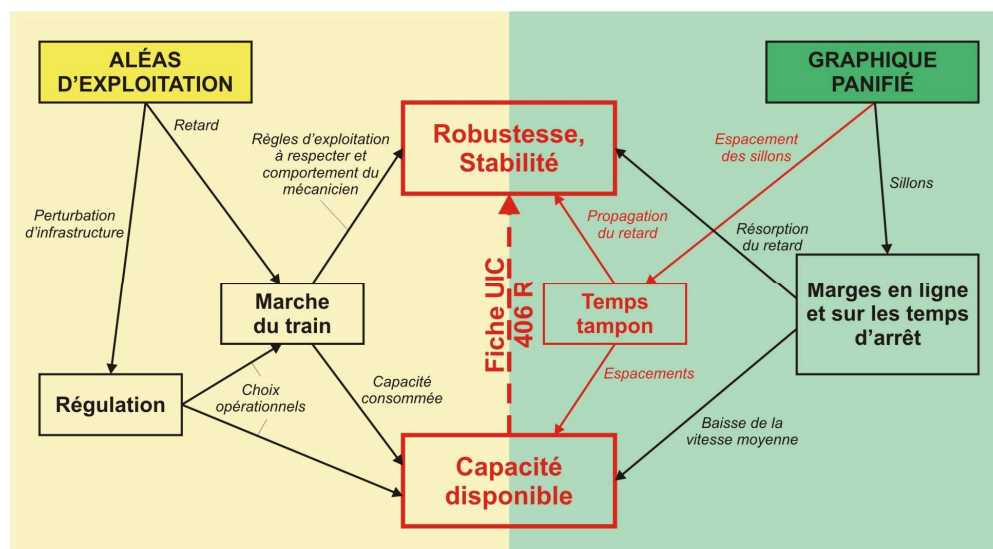 ALÉAS
D'EXPLOITATION
GRAPHIQUE
PANIFIÉ
Retard
Règles d'exploitation
à respecter et
comportement du
mécanicien
Robustesse,
Stabilité
Espacement
des sillons
Sillons
Perturbation
d'infrastructure
Propagation
du retard
Résorption
du retard
Marche
du train
Fiche UIC
406 R
Temps
tampon
Marges en ligne
et sur les temps
d'arrêt
Régulation
Choix
opérationnels
Capacité
consommée
Espacements
Baisse de la
vitesse moyenne
Capacité
disponible